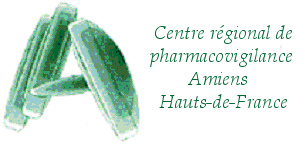 Centre régional de
pharmacovigilance
Amiens
Hauts-de-France